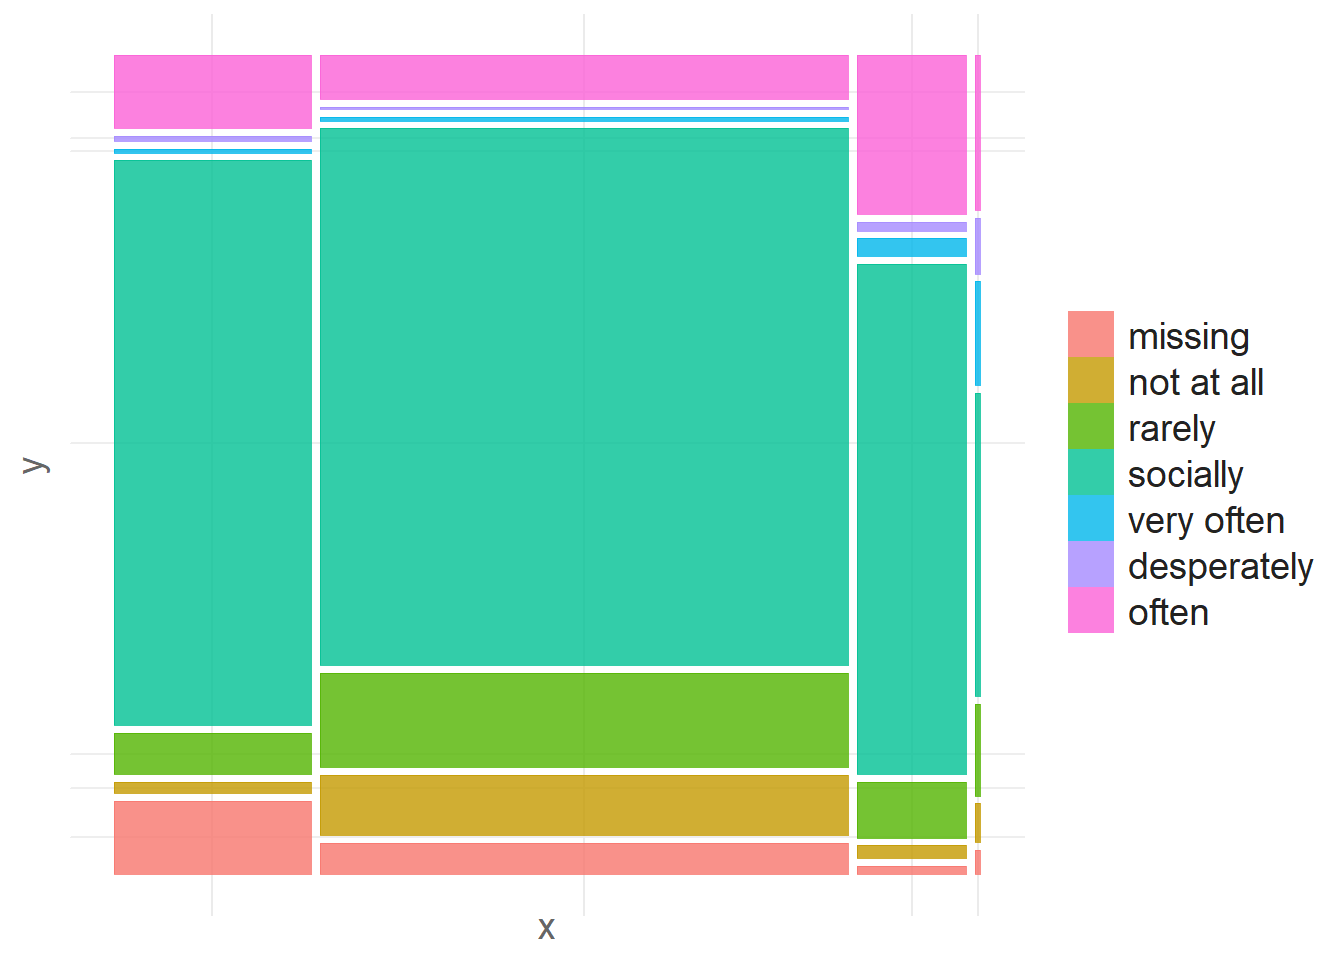 y
x
missing
not at all
rarely
socially
very often
desperately
often